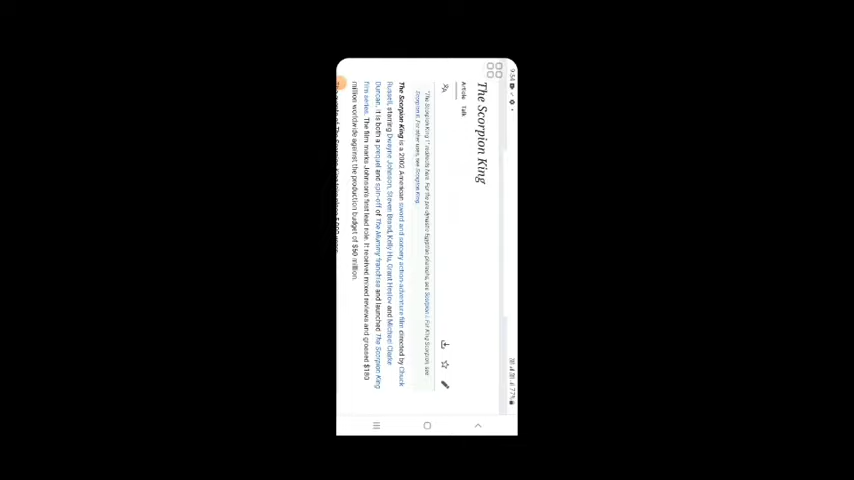 9:54
77%
The Scorpion King
Article Talk
"The Scorpion King 1" redirects here. For the pre-dynastic Egyptian pharaohs, see Scorpion I. For King Scorpion, see
Scorpion II. For other uses, see Scorpion King.
The Scorpion King is a 2002 American sword and sorcery action-adventure film directed by Chuck
Russell, starring Dwayne Johnson, Steven Brand, Kelly Hu, Grant Heslov and Michael Clarke
Duncan. It is both a prequel and spin-off of The Mummy franchise and launched The Scorpion King
film series. The film marks Johnson's first lead role. It received mixed reviews and grossed $180
million worldwide against the production budget of $60 million.